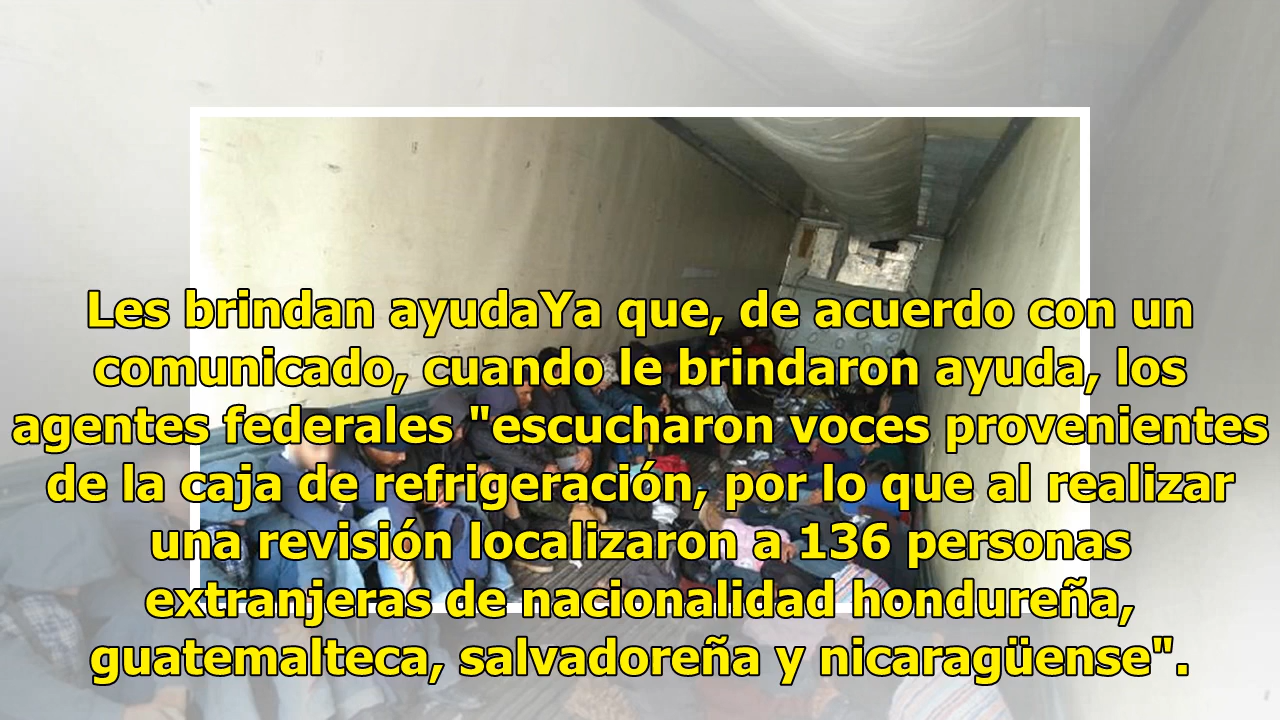 Les brindan ayudaYa que, de acuerdo con un
comunicado, cuando le brindaron ayuda, los
agentes federales "escucharon voces provenientes
de la caja de refrigeración, por lo que al realizar
una revisión localizaron a 136 personas
extranjeras de nacionalidad hondureña,
guatemalteca, salvadoreña y nicaragüense".